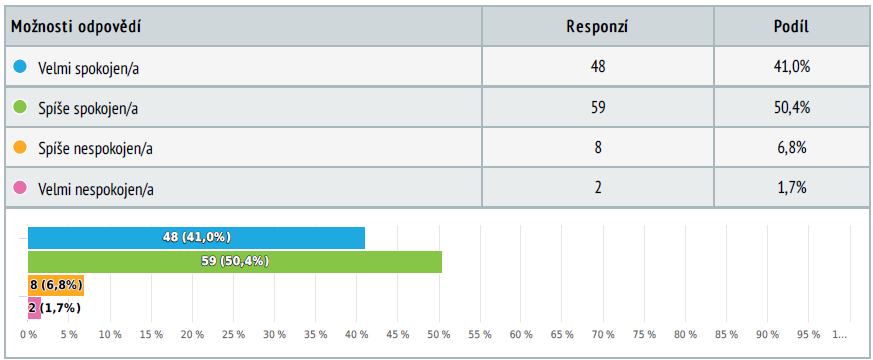 Možnosti odpovědí Responzí Podíl
Velmi spokojen/a 48 41,0%
Spíše spokojen/a 59 50,4%
Spíše nespokojen/a 8 6,8%
Velmi nespokojen/a 2 1,7%
48 (41,0%)
59 (50,4%)
8 (6,8%)
2 (1,7%)
0 % 5 % 10 % 15 % 20 % 25 % 30 % 35 % 40 % 45 % 50 % 55 % 60 % 65 % 70 % 75 % 80 % 85 % 90 % 95 % 1...